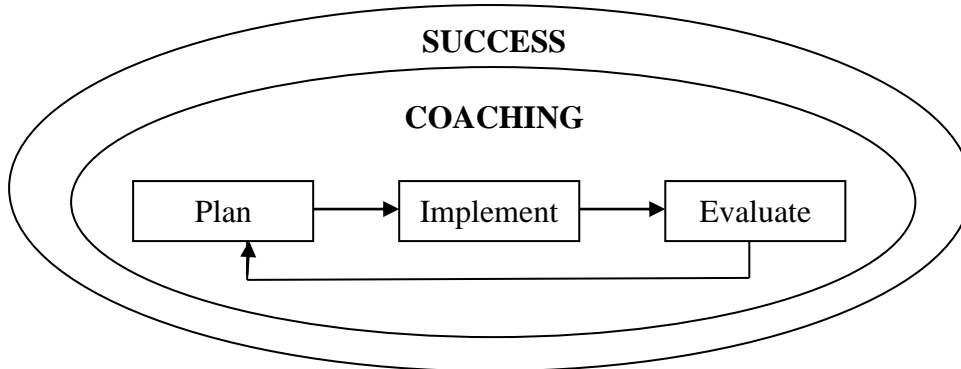 SUCCESS
COACHING
Plan
Implement
Evaluate